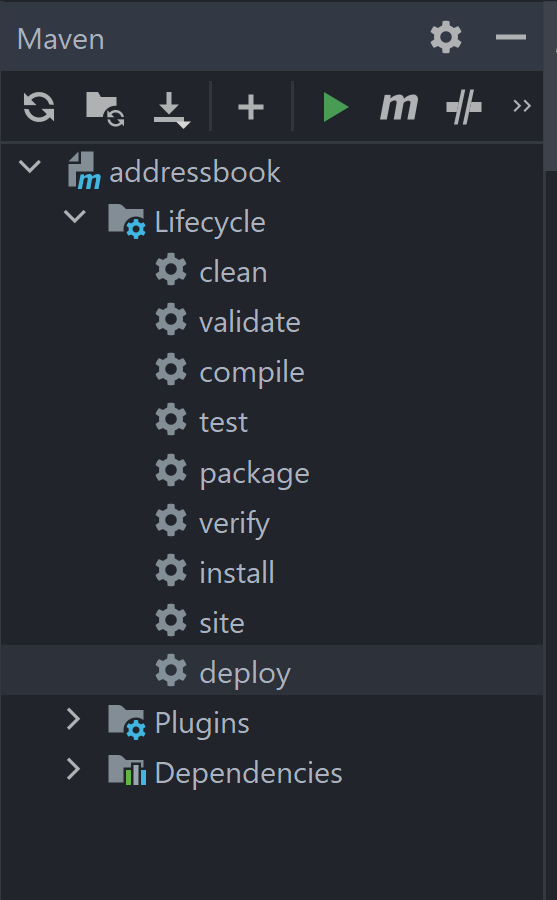 Maven
m
addressbook
Lifecycle
clean
validate
compile
test
package
verify
install
site
deploy
Plugins
Dependencies